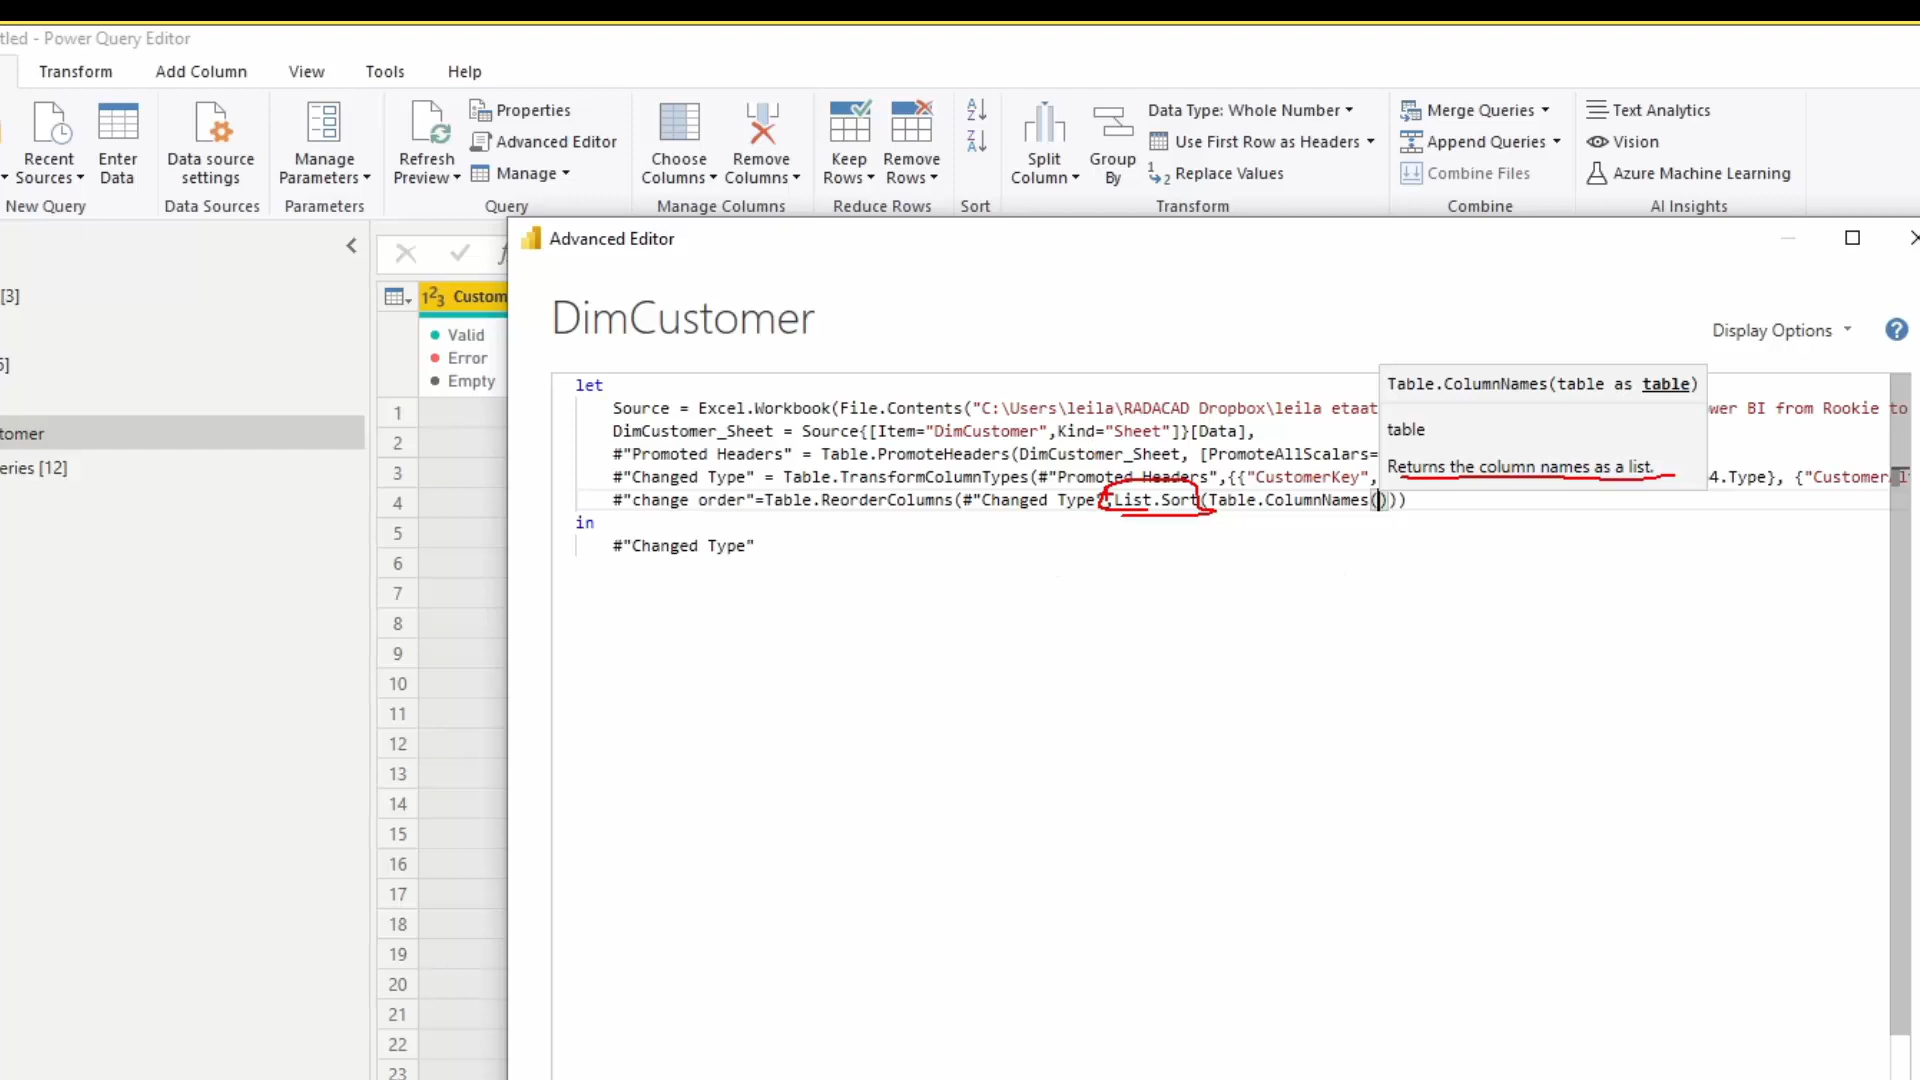 tled - Power Query Editor
Transform Add Column View Tools Help
Recent Sources
Enter Data
New Query
Data source settings
Data Sources
Manage Parameters
Parameters
Refresh Preview
Properties
Advanced Editor
Manage
Query
Choose Columns
Remove Columns
Manage Columns
Keep Rows
Remove Rows
Reduce Rows
Sort
Split Column
Group By
Data Type: Whole Number
Use First Row as Headers
Replace Values
Transform
Merge Queries
Append Queries
Combine Files
Combine
Text Analytics
Vision
Azure Machine Learning
AI Insights
[3]
5]
tomer
eries [12]
Custom
Valid
Error
Empty
1
2
3
4
5
6
7
8
9
10
11
12
13
14
15
16
17
18
19
20
21
22
23
Advanced Editor
DimCustomer
Display Options
let
Source = Excel.Workbook(File.Contents("C:\Users\leila\RADACAD Dropbox\leila etaat wer BI from Rookie to
DimCustomer_Sheet = Source{[Item="DimCustomer",Kind="Sheet"]}[Data],
#"Promoted Headers" = Table.PromoteHeaders(DimCustomer_Sheet, [PromoteAllScalars=
#"Changed Type" = Table.TransformColumnTypes(#"Promoted Headers",{{"CustomerKey", 4.Type}, {"Customer
#"change order"=Table.ReorderColumns(#"Changed Type",List.Sort(Table.ColumnNames()))
in
#"Changed Type"
Table.ColumnNames(table as table)
table
Returns the column names as a list.